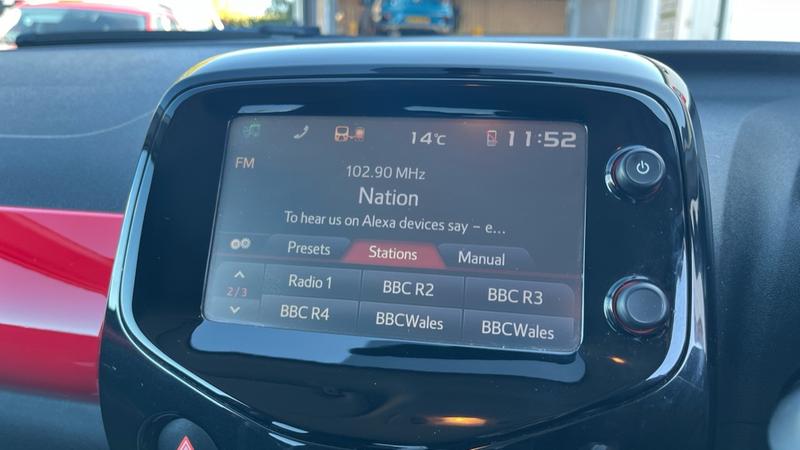 14°C 11:52
FM
102.90 MHz
Nation
To hear us on Alexa devices say – e...
Presets Stations Manual
2/3
Radio 1 BBC R2 BBC R3
BBC R4 BBCWales BBCWales